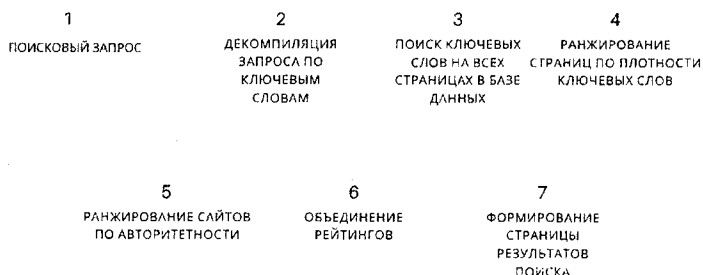 1
ПОИСКОВЫЙ ЗАПРОС
2
ДЕКОМПИЛЯЦИЯ
ЗАПРОСА ПО
КЛЮЧЕВЫМ
СЛОВАМ
3
ПОИСК КЛЮЧЕВЫХ
СЛОВ НА ВСЕХ
СТРАНИЦАХ В БАЗЕ
ДАННЫХ
4
РАНЖИРОВАНИЕ
СТРАНИЦ ПО ПЛОТНОСТИ
КЛЮЧЕВЫХ СЛОВ
5
РАНЖИРОВАНИЕ САЙТОВ
ПО АВТОРИТЕТНОСТИ
6
ОБЪЕДИНЕНИЕ
РЕЙТИНГОВ
7
ФОРМИРОВАНИЕ
СТРАНИЦЫ
РЕЗУЛЬТАТОВ
ПОИСКА